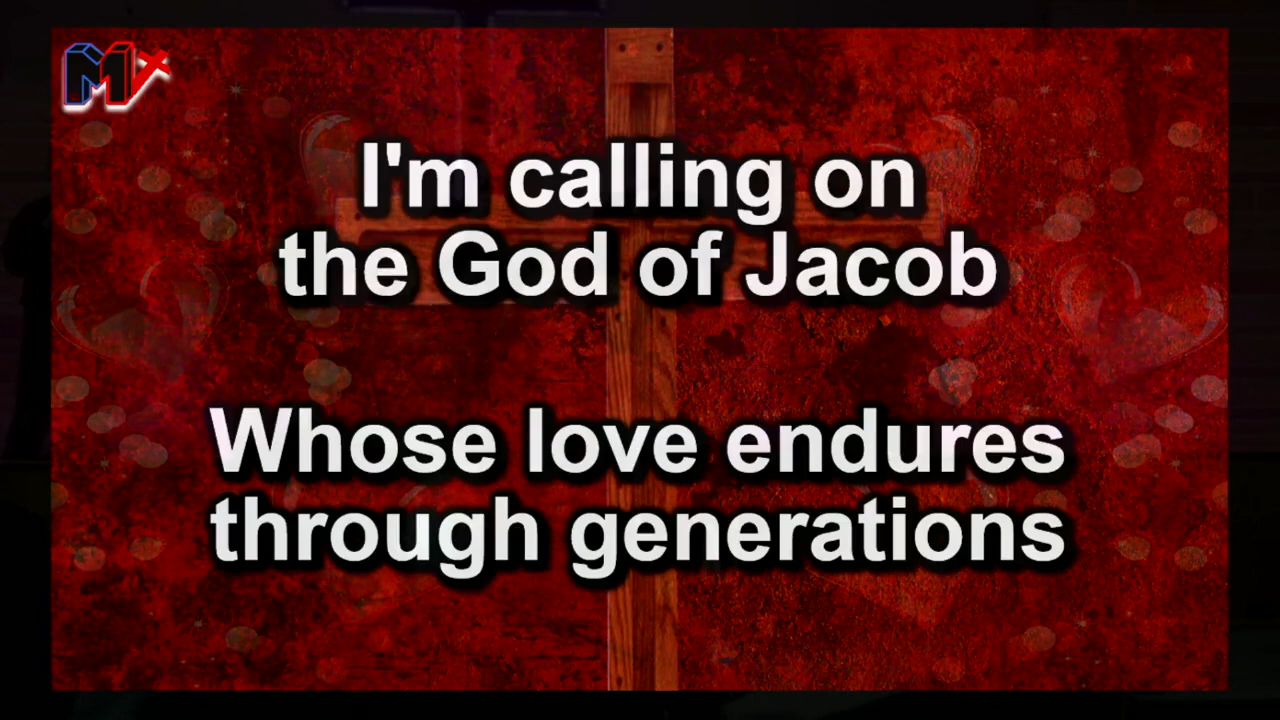 M+
I'm calling on
the God of Jacob
Whose love endures
through generations